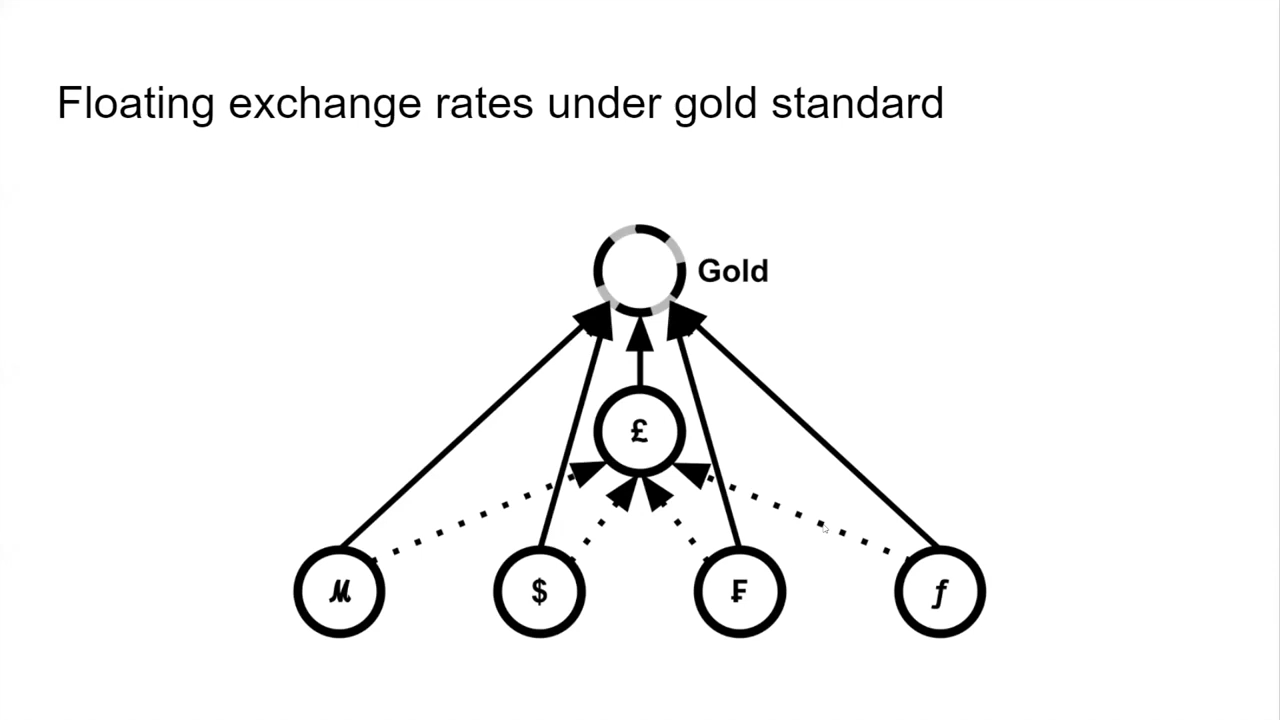 Floating exchange rates under gold standard
Gold
£
ℳ $ ₣ ƒ